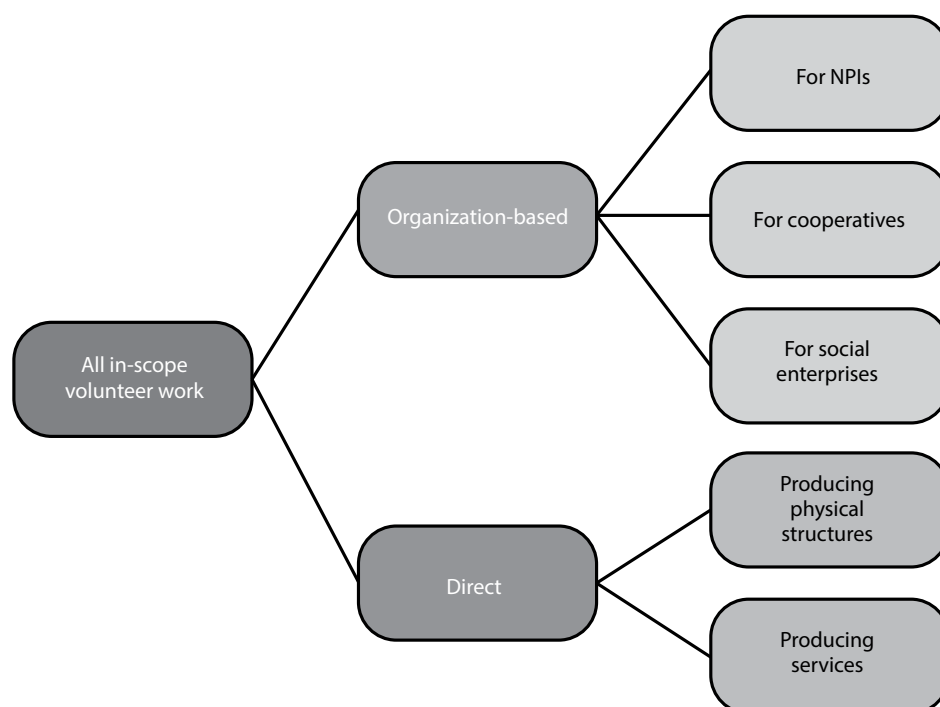 All in-scope
volunteer work
Organization-based
For NPIs
For cooperatives
For social
enterprises
Direct
Producing
physical
structures
Producing
services